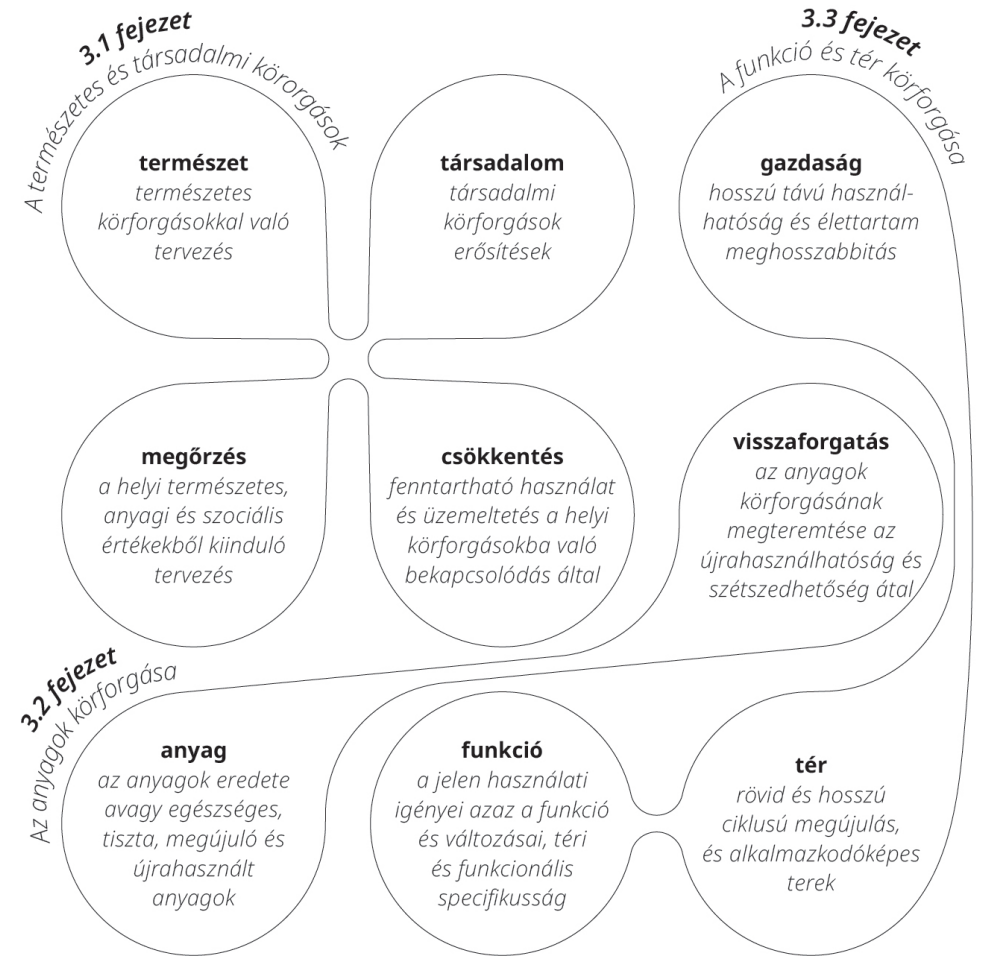 3.1 fejezet
A természetes és társadalmi körorgások
3.3 fejezet
A funkció és tér körforgása
természet
természetes
körforgásokkal való
tervezés
társadalom
társadalmi
körforgások
erősítések
gazdaság
hosszú távú használ-
hatóság és élettartam
meghosszabbitás
megőrzés
a helyi természetes,
anyagi és szociális
értékekből kiinduló
tervezés
csökkentés
fenntartható használat
és üzemeltetés a helyi
körforgásokba való
bekapcsolódás által
visszaforgatás
az anyagok
körforgásának
megteremtése az
újrahasználhatóság és
szétszedhetőség átal
3.2 fejezet
Az anyagok körforgása
anyag
az anyagok eredete
avagy egészséges,
tiszta, megújuló és
újrahasznált
anyagok
funkció
a jelen használati
igényei azaz a funkció
és változásai, téri
és funkcionális
specifikusság
tér
rövid és hosszú
ciklusú megújulás,
és alkalmazkodóképes
terek